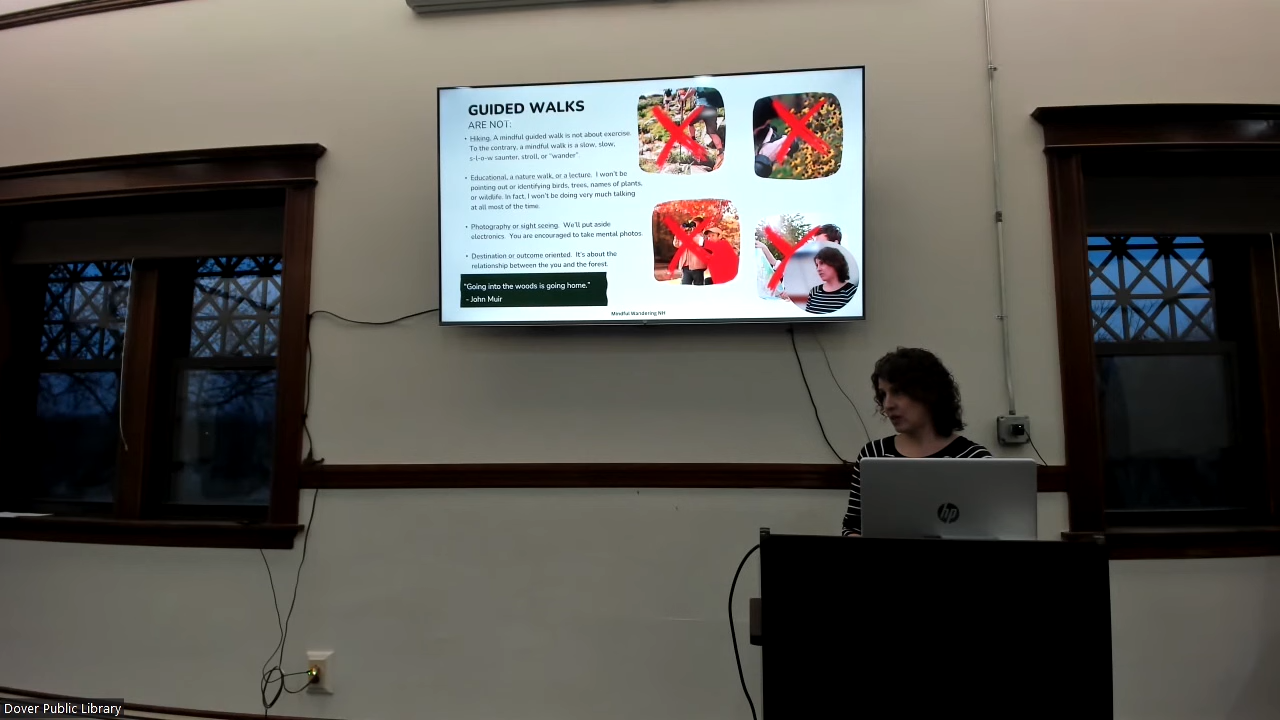 GUIDED WALKS
ARE NOT:
• Hiking. A mindful guided walk is not about exercise.
To the contrary, a mindful walk is a slow, slow,
s-l-o-w saunter, stroll, or "wander".
• Educational, a nature walk, or a lecture. I won't be
pointing out or identifying birds, trees, names of plants,
or wildlife. In fact, I won't be doing very much talking
at all most of the time.
• Photography or sight seeing. We'll put aside
electronics. You are encouraged to take mental photos.
• Destination or outcome oriented. It's about the
relationship between the you and the forest.
"Going into the woods is going home."
- John Muir
Mindful Wandering NH
hp
Dover Public Library